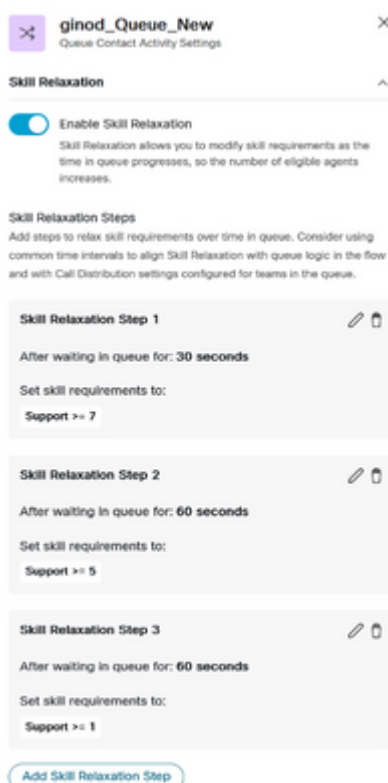 ginod_Queue_New
Queue Contact Activity Settings
Skill Relaxation
Enable Skill Relaxation
Skill Relaxation allows you to modify skill requirements as the
time in queue progresses, so the number of eligible agents
increases.
Skill Relaxation Steps
Add steps to relax skill requirements over time in queue. Consider using
common time intervals to align Skill Relaxation with queue logic in the flow
and with Call Distribution settings configured for teams in the queue.
Skill Relaxation Step 1
After waiting in queue for: 30 seconds
Set skill requirements to:
Support >= 7
Skill Relaxation Step 2
After waiting in queue for: 60 seconds
Set skill requirements to:
Support >= 5
Skill Relaxation Step 3
After waiting in queue for: 60 seconds
Set skill requirements to:
Support >= 1
Add Skill Relaxation Step